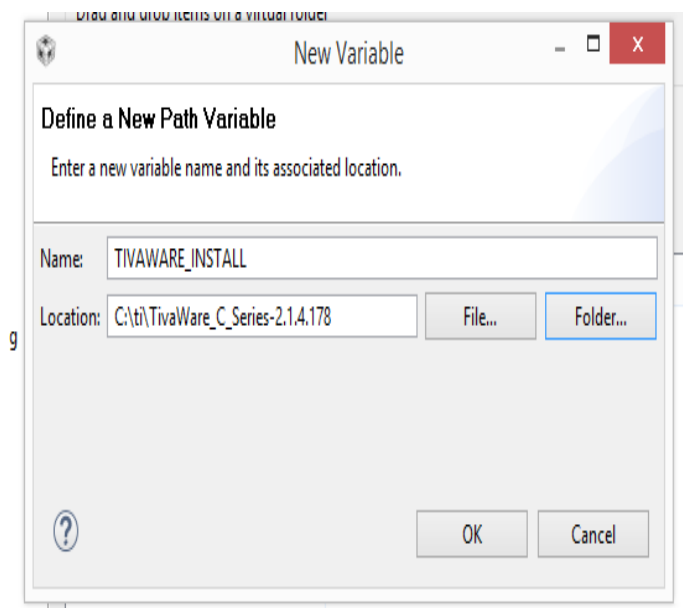 Drag and drop items on a virtual folder
New Variable
X
Define a New Path Variable
Enter a new variable name and its associated location.
Name: TIVAWARE_INSTALL
Location: C:\ti\TivaWare_C_Series-2.1.4.178 File... Folder...
g
? OK Cancel